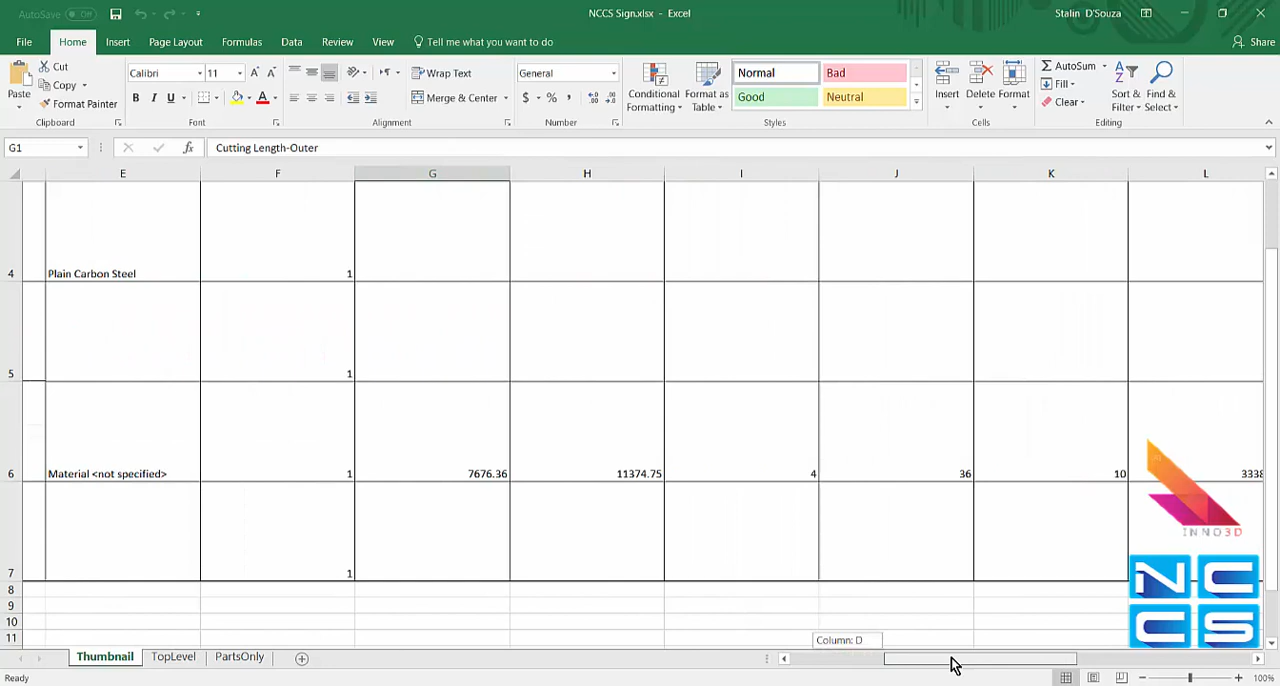 AutoSave Off
NCCS Sign.xlsx - Excel
Stalin D'Souza
File Home Insert Page Layout Formulas Data Review View Tell me what you want to do Share
Cut
Copy
Format Painter
Paste
Clipboard
Calibri 11
B I U
Font
Wrap Text
Merge & Center
Alignment
General
$ % ,
Number
Conditional Formatting
Format as Table
Normal Bad
Good Neutral
Styles
Insert Delete Format
Cells
AutoSum
Fill
Clear
Sort & Filter
Find & Select
Editing
G1 fx Cutting Length-Outer
E F G H I J K L
4 Plain Carbon Steel 1
5 1
6 Material <not specified> 1 7676.36 11374.75 4 36 10 3338
7 1
8
9
10
11
INNO3D
NCCS
Column: D
Thumbnail TopLevel PartsOnly
Ready
100%